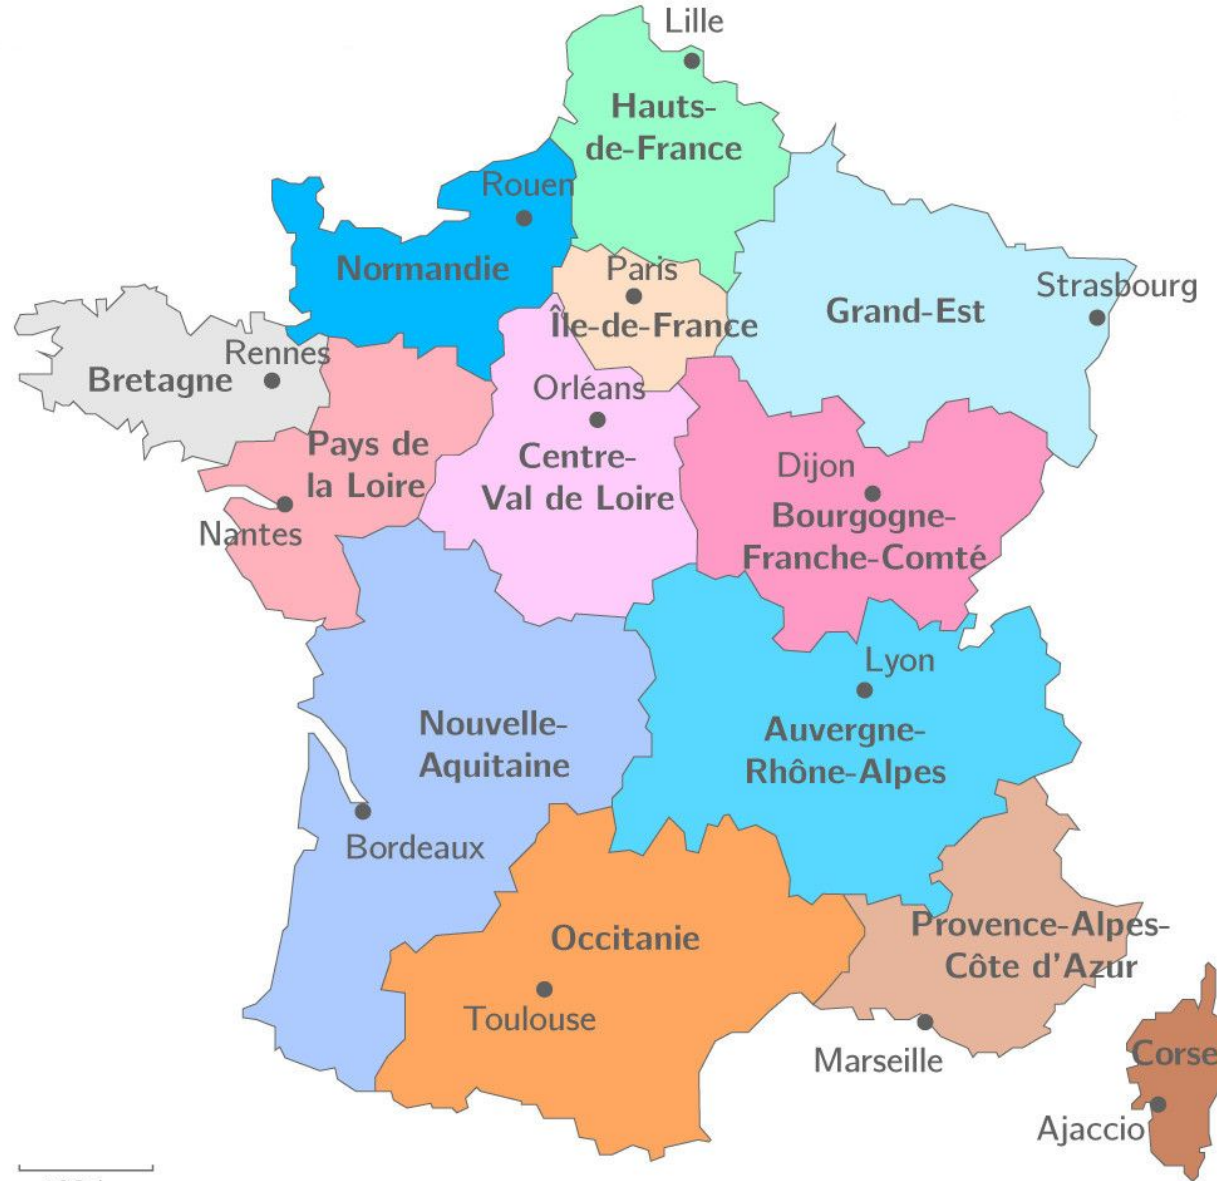 Lille
Hauts-
de-France
Rouen
Normandie
Paris
Île-de-France
Strasbourg
Grand-Est
Rennes
Bretagne
Orléans
Centre-
Val de Loire
Pays de
la Loire
Nantes
Dijon
Bourgogne-
Franche-Comté
Lyon
Auvergne-
Rhône-Alpes
Nouvelle-
Aquitaine
Bordeaux
Occitanie
Toulouse
Provence-Alpes-
Côte d'Azur
Marseille
Corse
Ajaccio